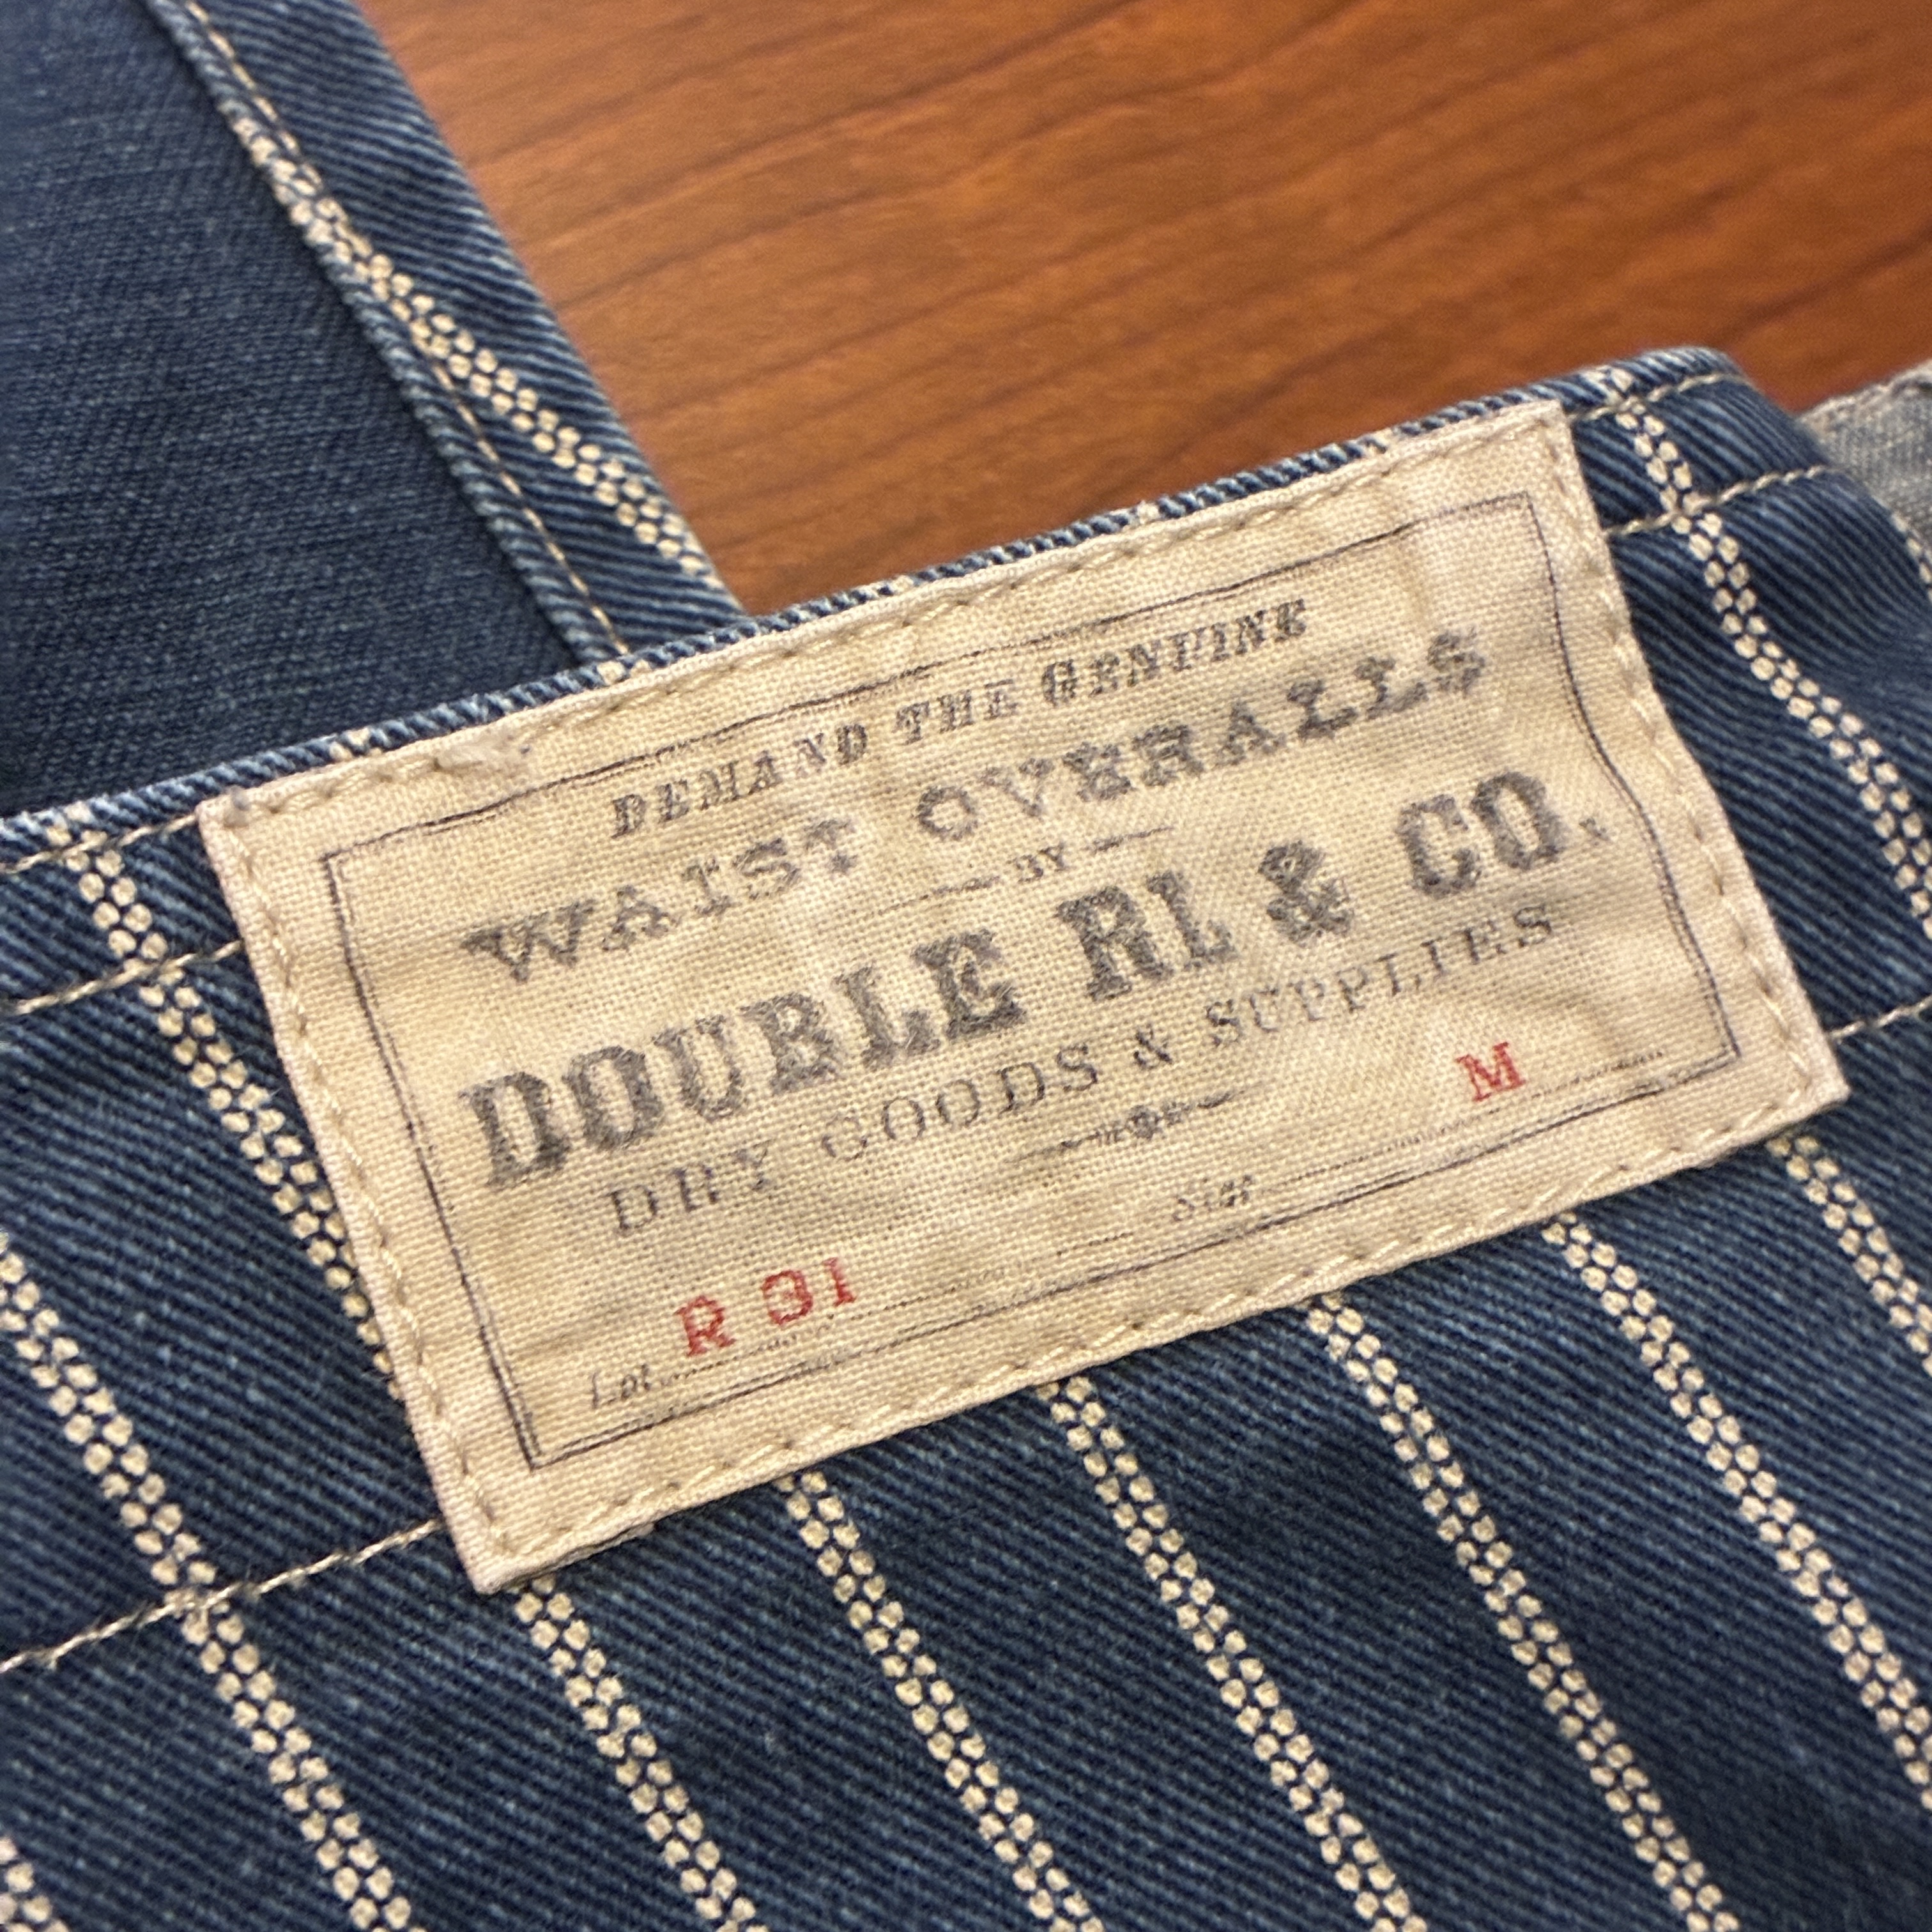 DEMAND THE GENUINE
WAIST OVERALLS
BY
DOUBLE RL & CO.
DRY GOODS & SUPPLIES
Lot R 31 Size M